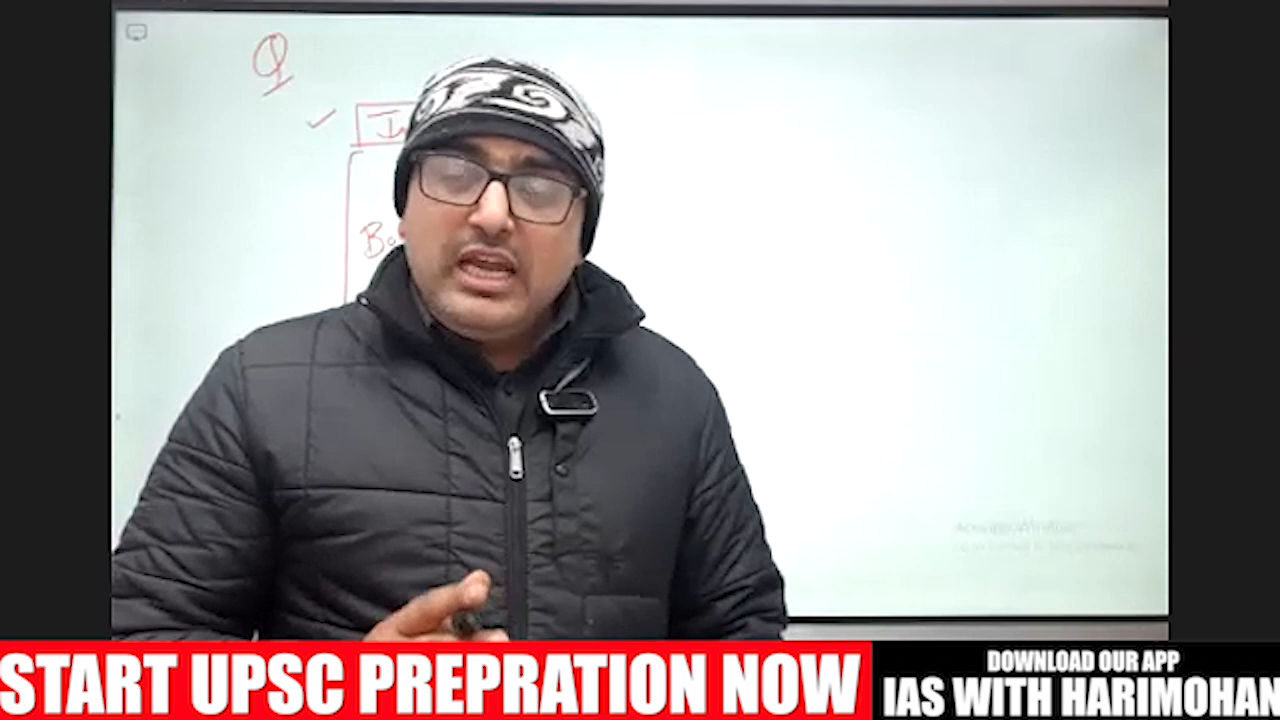 Q
START UPSC PREPRATION NOW
DOWNLOAD OUR APP
IAS WITH HARIMOHAN